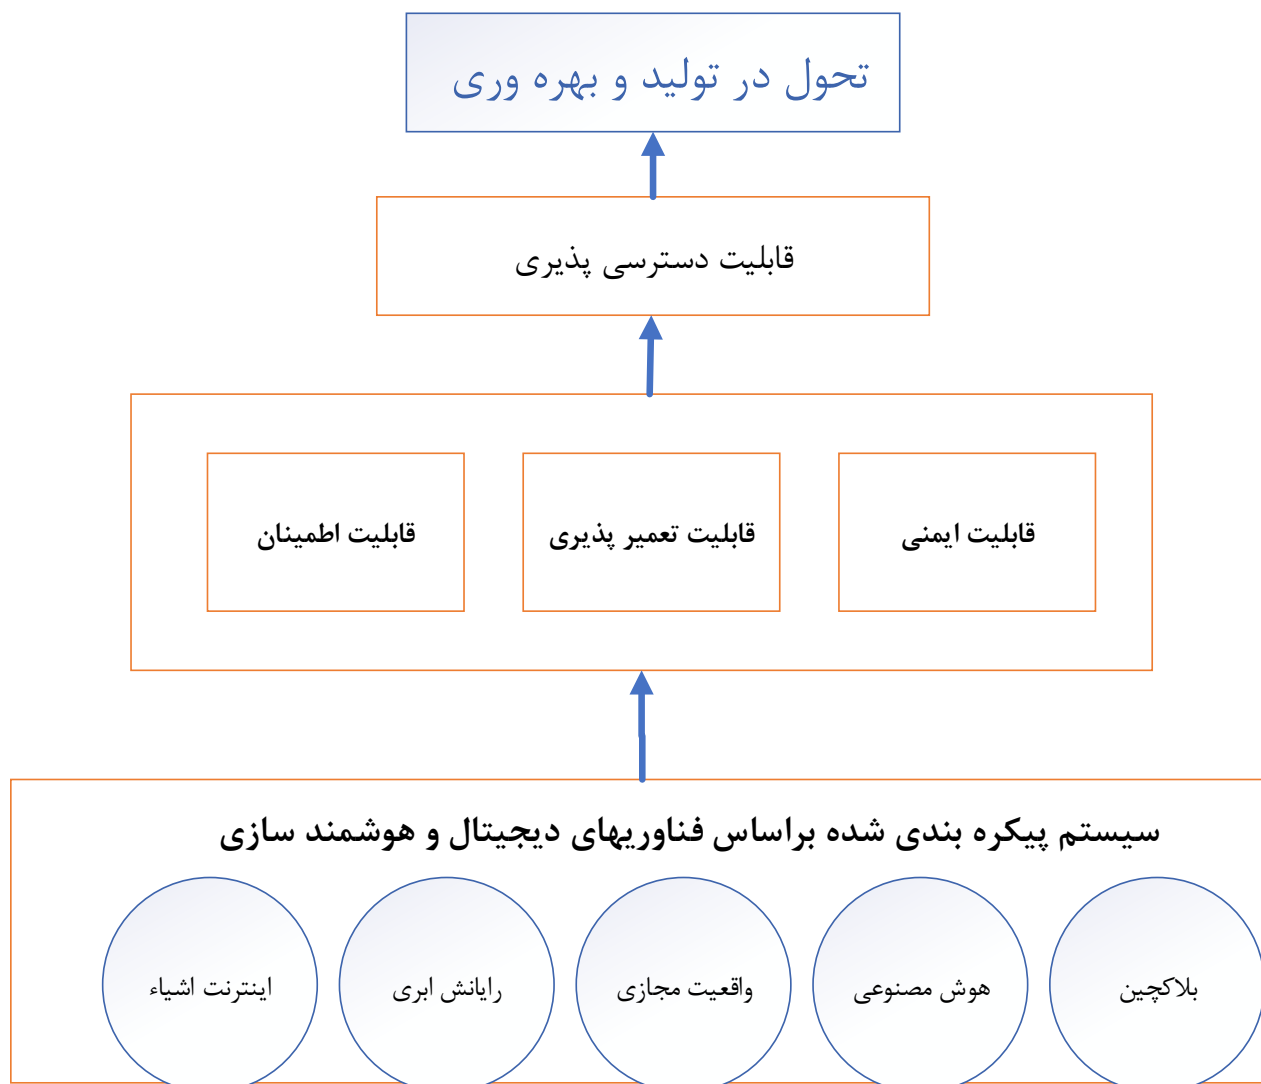 تحول در تولید و بهره وری
قابلیت دسترسی پذیری
قابلیت ایمنی
قابلیت تعمیر پذیری
قابلیت اطمینان
سیستم پیکره بندی شده براساس فناوریهای دیجیتال و هوشمند سازی
بلاکچین
هوش مصنوعی
واقعیت مجازی
رایانش ابری
اینترنت اشیاء